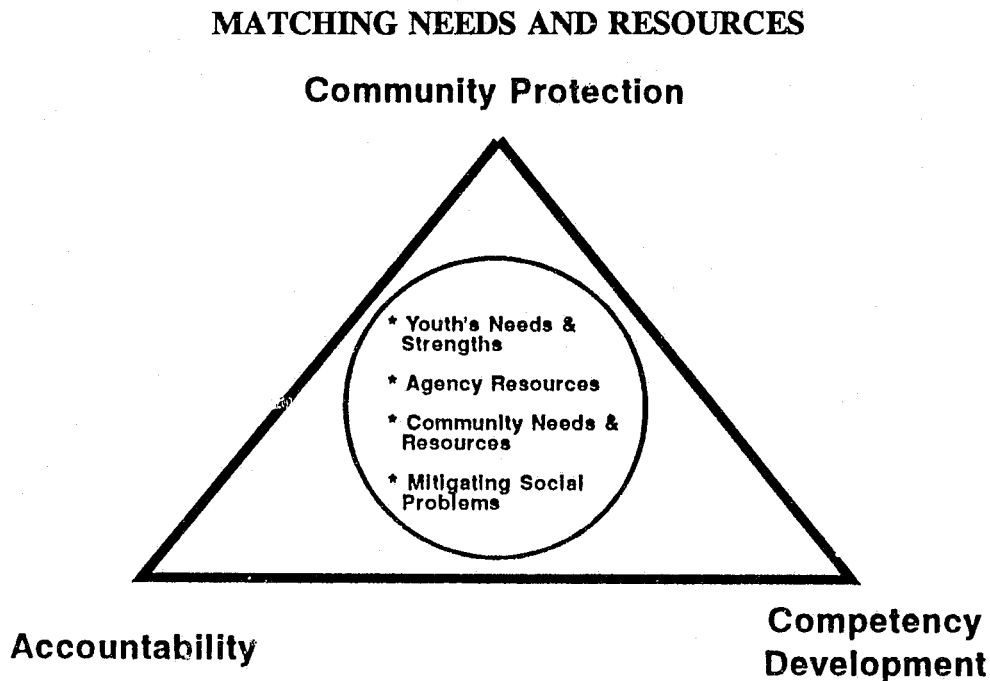 MATCHING NEEDS AND RESOURCES
Community Protection
* Youth's Needs &
Strengths
* Agency Resources
* Community Needs &
Resources
* Mitigating Social
Problems
Accountability
Competency
Development